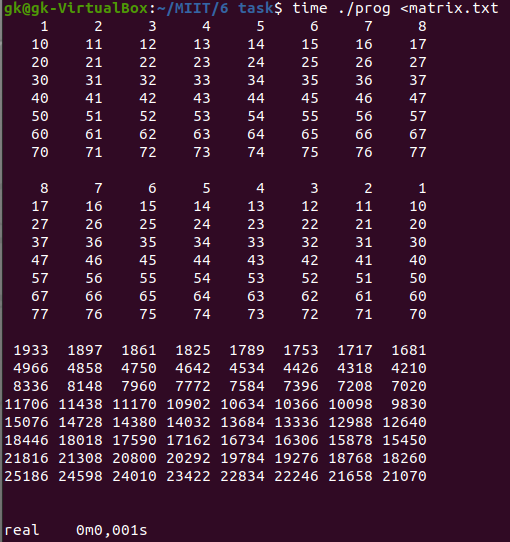 gk@gk-VirtualBox:~/MIIT/6 task$ time ./prog <matrix.txt
1 2 3 4 5 6 7 8
10 11 12 13 14 15 16 17
20 21 22 23 24 25 26 27
30 31 32 33 34 35 36 37
40 41 42 43 44 45 46 47
50 51 52 53 54 55 56 57
60 61 62 63 64 65 66 67
70 71 72 73 74 75 76 77
8 7 6 5 4 3 2 1
17 16 15 14 13 12 11 10
27 26 25 24 23 22 21 20
37 36 35 34 33 32 31 30
47 46 45 44 43 42 41 40
57 56 55 54 53 52 51 50
67 66 65 64 63 62 61 60
77 76 75 74 73 72 71 70
1933 1897 1861 1825 1789 1753 1717 1681
4966 4858 4750 4642 4534 4426 4318 4210
8336 8148 7960 7772 7584 7396 7208 7020
11706 11438 11170 10902 10634 10366 10098 9830
15076 14728 14380 14032 13684 13336 12988 12640
18446 18018 17590 17162 16734 16306 15878 15450
21816 21308 20800 20292 19784 19276 18768 18260
25186 24598 24010 23422 22834 22246 21658 21070
real 0m0,001s